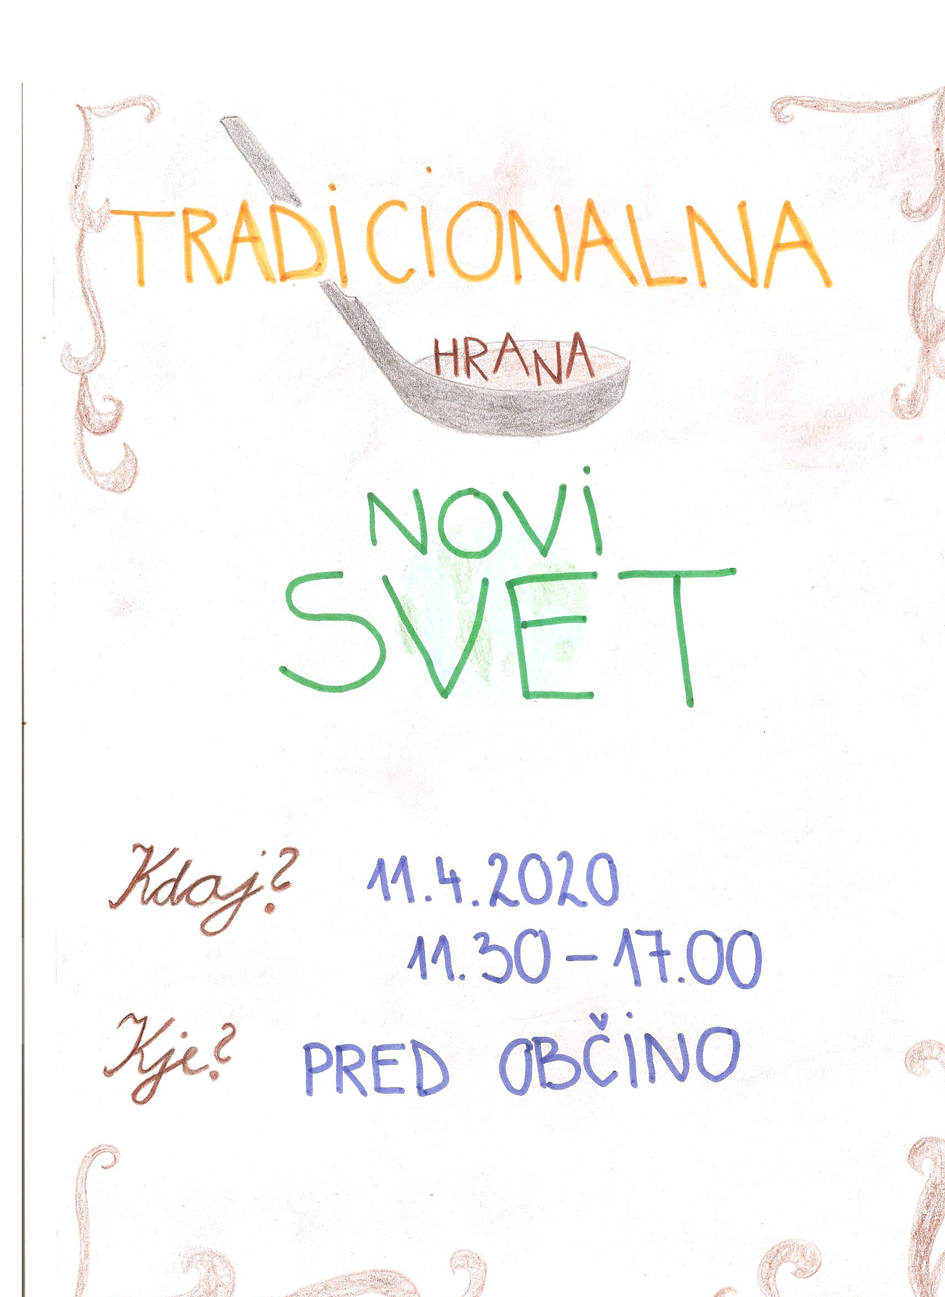 TRADICIONALNA
HRANA
NOVI
SVET
Kdaj? 11.4.2020
11.30-17.00
Kje? PRED OBČINO